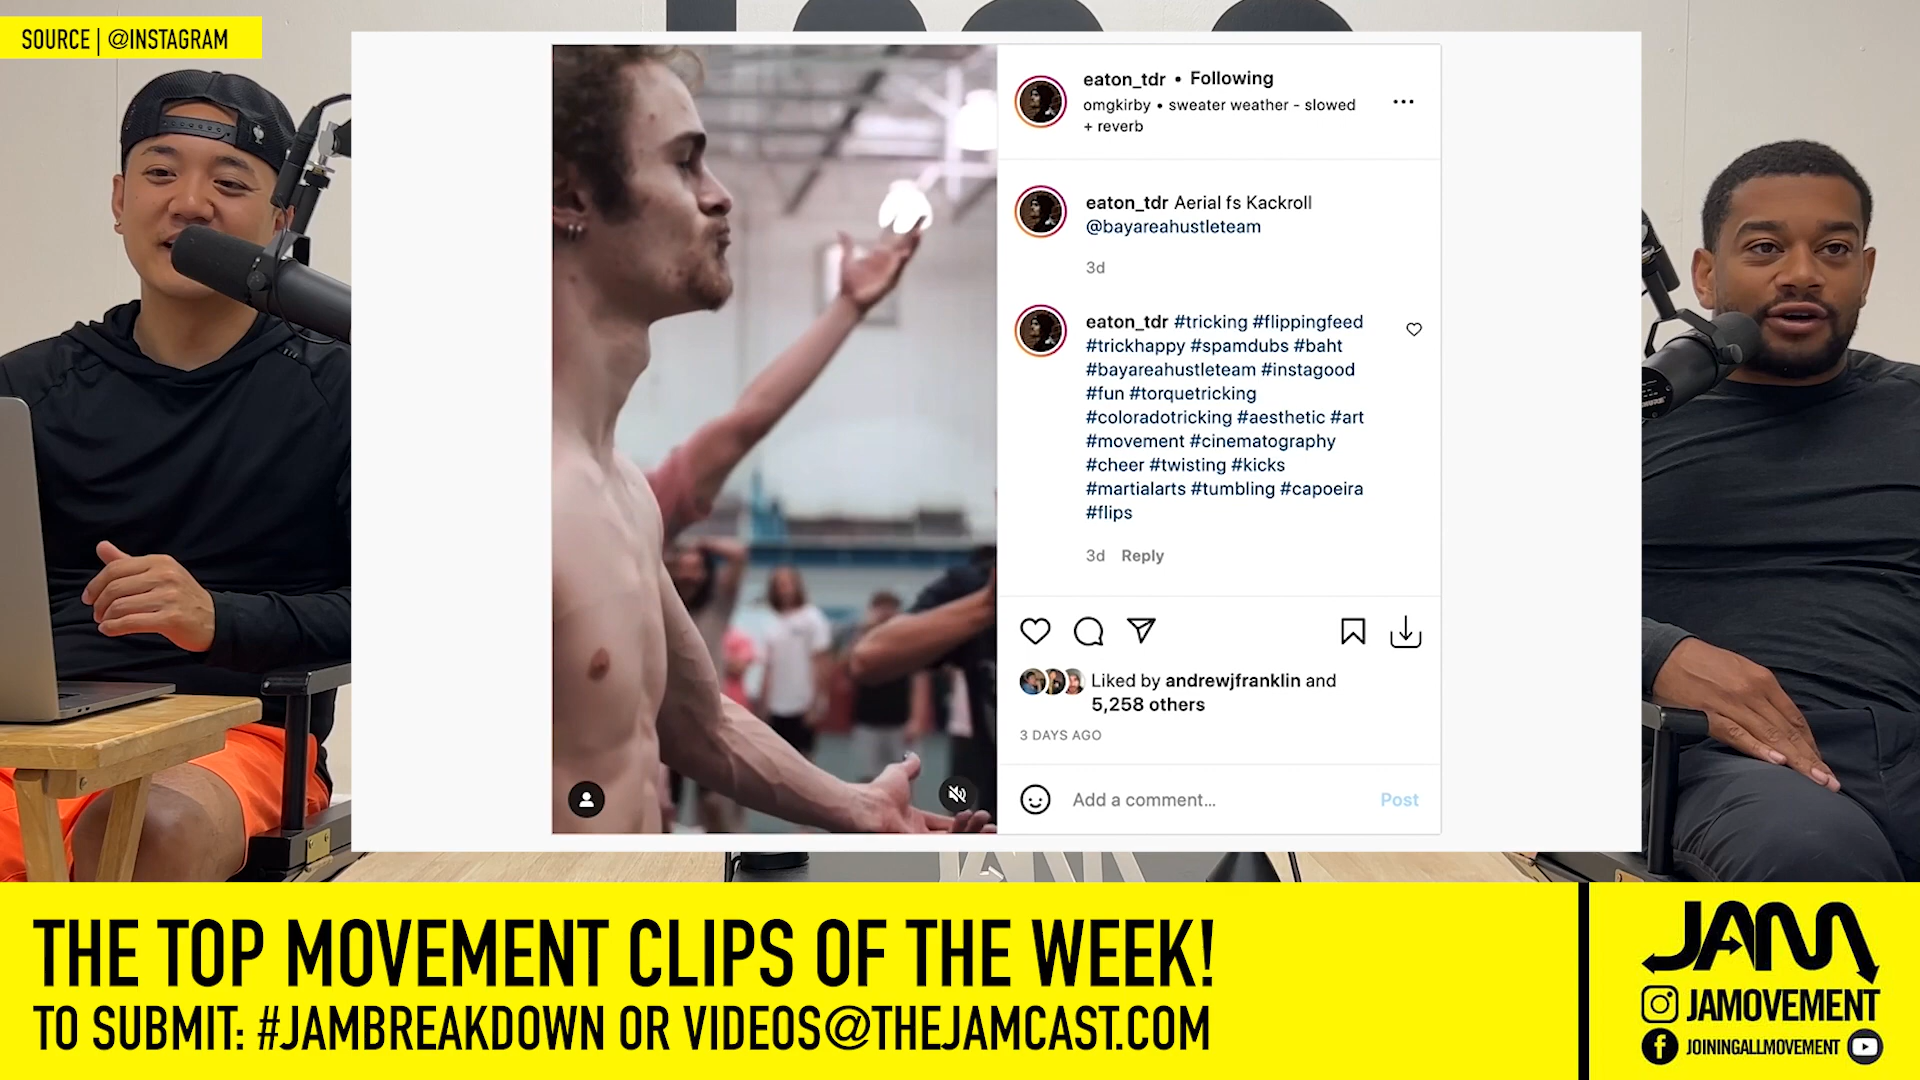 SOURCE | @INSTAGRAM
eaton_tdr • Following
omgkirby • sweater weather - slowed
+ reverb
eaton_tdr Aerial fs Kackroll
@bayareahustleteam
3d
eaton_tdr #tricking #flippingfeed
#trickhappy #spamdubs #baht
#bayareahustleteam #instagood
#fun #torquetricking
#coloradotricking #aesthetic #art
#movement #cinematography
#cheer #twisting #kicks
#martialarts #tumbling #capoeira
#flips
3d Reply
Liked by andrewjfranklin and
5,258 others
3 DAYS AGO
Add a comment... Post
THE TOP MOVEMENT CLIPS OF THE WEEK!
TO SUBMIT: #JAMBREAKDOWN OR VIDEOS@THEJAMCAST.COM
JAM
JAMOVEMENT
JOININGALLMOVEMENT